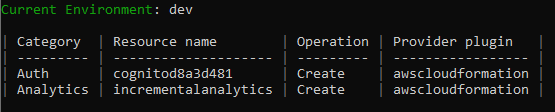 Current Environment: dev
| Category | Resource name | Operation | Provider plugin |
| --------- | -------------------- | --------- | ----------------- |
| Auth | cognitod8a3d481 | Create | awscloudformation |
| Analytics | incrementalanalytics | Create | awscloudformation |